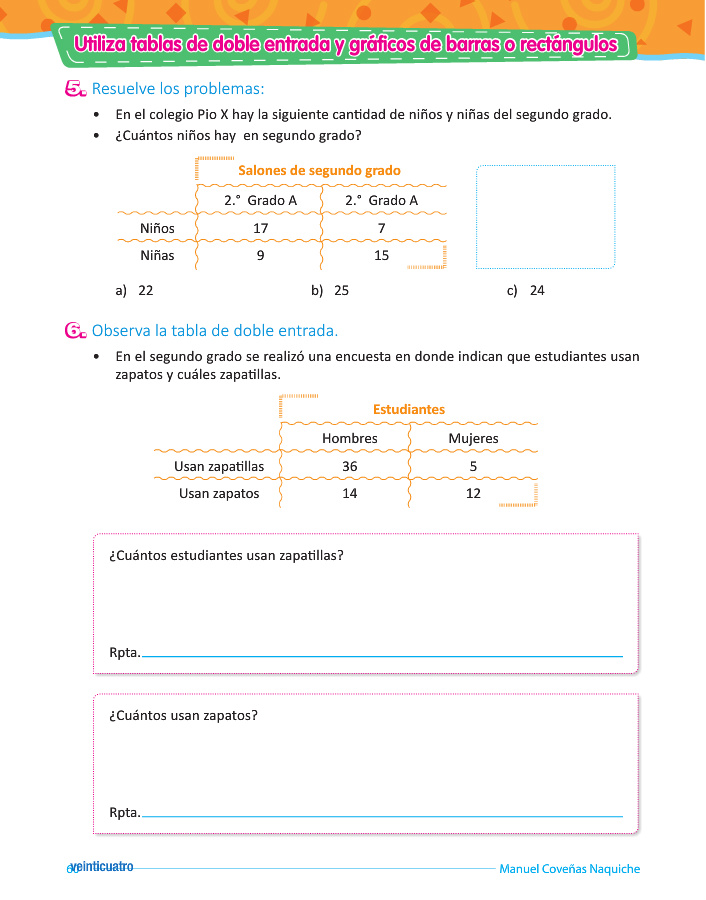 Utiliza tablas de doble entrada y gráficos de barras o rectángulos
5. Resuelve los problemas:
• En el colegio Pio X hay la siguiente cantidad de niños y niñas del segundo grado.
• ¿Cuántos niños hay en segundo grado?
Salones de segundo grado
2.° Grado A 2.° Grado A
Niños 17 7
Niñas 9 15
a) 22 b) 25 c) 24
6. Observa la tabla de doble entrada.
• En el segundo grado se realizó una encuesta en donde indican que estudiantes usan
zapatos y cuáles zapatillas.
Estudiantes
Hombres Mujeres
Usan zapatillas 36 5
Usan zapatos 14 12
¿Cuántos estudiantes usan zapatillas?
Rpta.
¿Cuántos usan zapatos?
Rpta.
veinticuatro Manuel Coveñas Naquiche